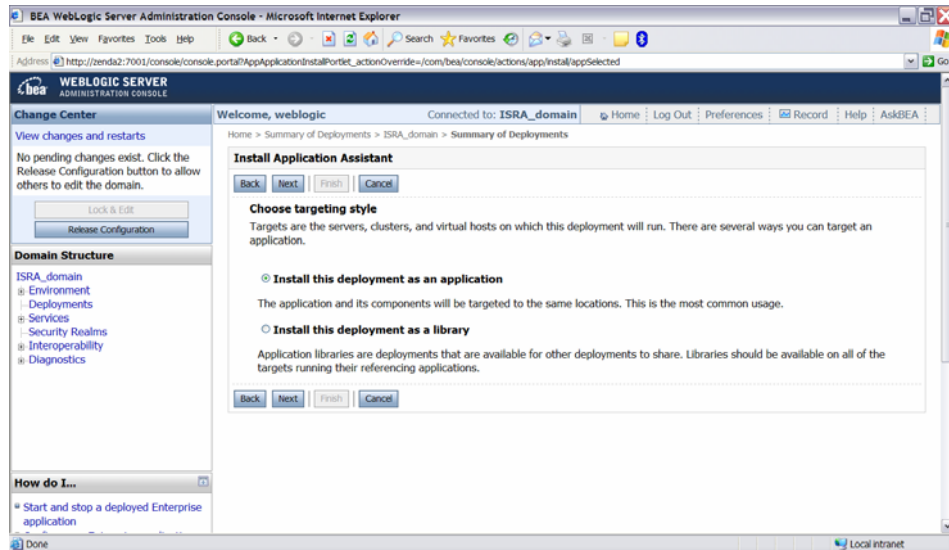 BEA WebLogic Server Administration Console - Microsoft Internet Explorer
File Edit View Favorites Tools Help
Back Search Favorites
Address http://zenda2:7001/console/console.portal?AppApplicationInstallPortlet_actionOverride=/com/bea/console/actions/app/install/appSelected Go
bea WEBLOGIC SERVER
ADMINISTRATION CONSOLE
Change Center
View changes and restarts
No pending changes exist. Click the
Release Configuration button to allow
others to edit the domain.
Lock & Edit
Release Configuration
Domain Structure
ISRA_domain
Environment
Deployments
Services
Security Realms
Interoperability
Diagnostics
How do I...
Start and stop a deployed Enterprise
application
Welcome, weblogic Connected to: ISRA_domain Home Log Out Preferences Record Help AskBEA
Home > Summary of Deployments > ISRA_domain > Summary of Deployments
Install Application Assistant
Back Next Finish Cancel
Choose targeting style
Targets are the servers, clusters, and virtual hosts on which this deployment will run. There are several ways you can target an
application.
Install this deployment as an application
The application and its components will be targeted to the same locations. This is the most common usage.
Install this deployment as a library
Application libraries are deployments that are available for other deployments to share. Libraries should be available on all of the
targets running their referencing applications.
Back Next Finish Cancel
Done Local intranet